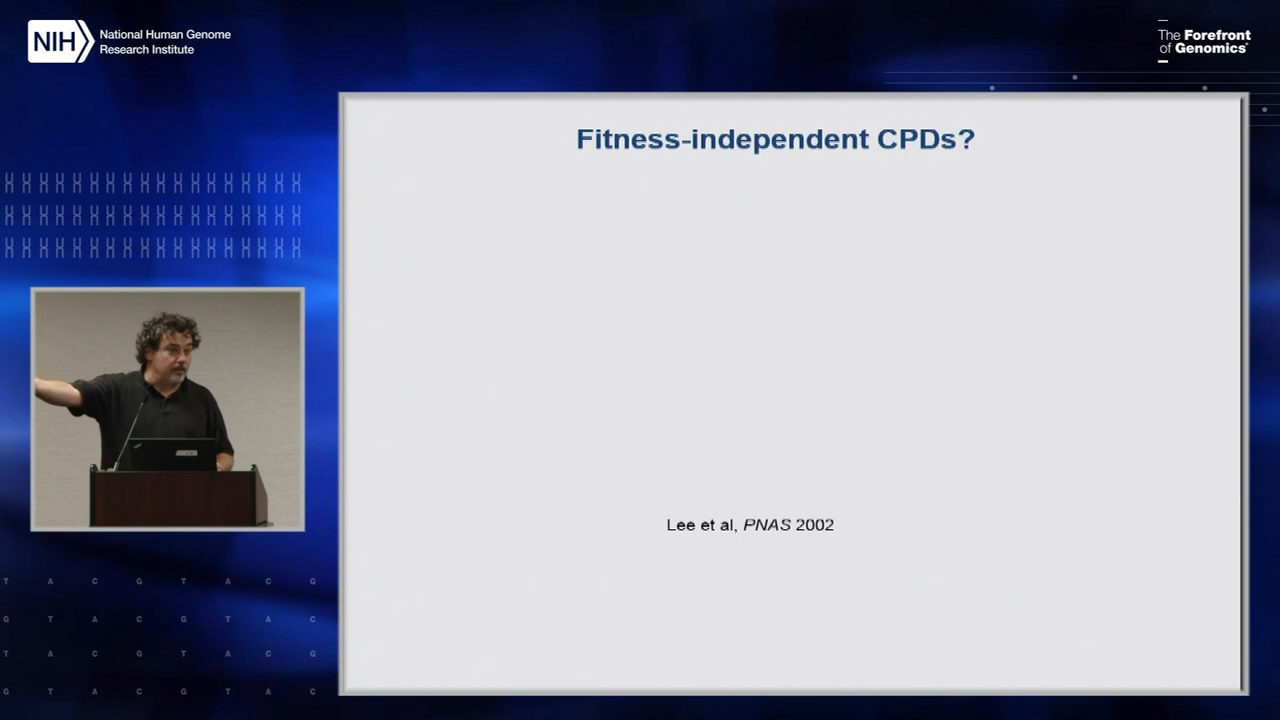 NIH
National Human Genome
Research Institute
The Forefront
of Genomics®
Fitness-independent CPDs?
Lee et al, PNAS 2002
T A C G T A C G
G T A C G T A C
T A C G T A C G
G T A C G T A C